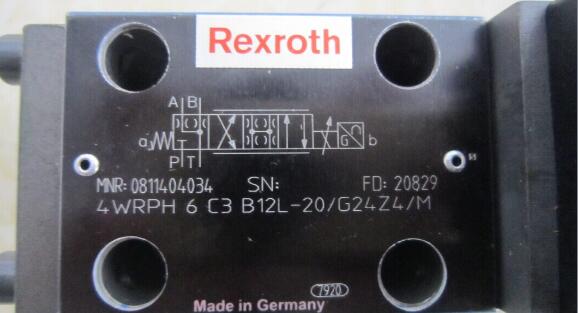 Rexroth
A B
a G b
P T
MNR: 0811404034 SN: FD: 20829
4WRPH 6 C3 B12L-20/G24Z4/M
7920
Made in Germany